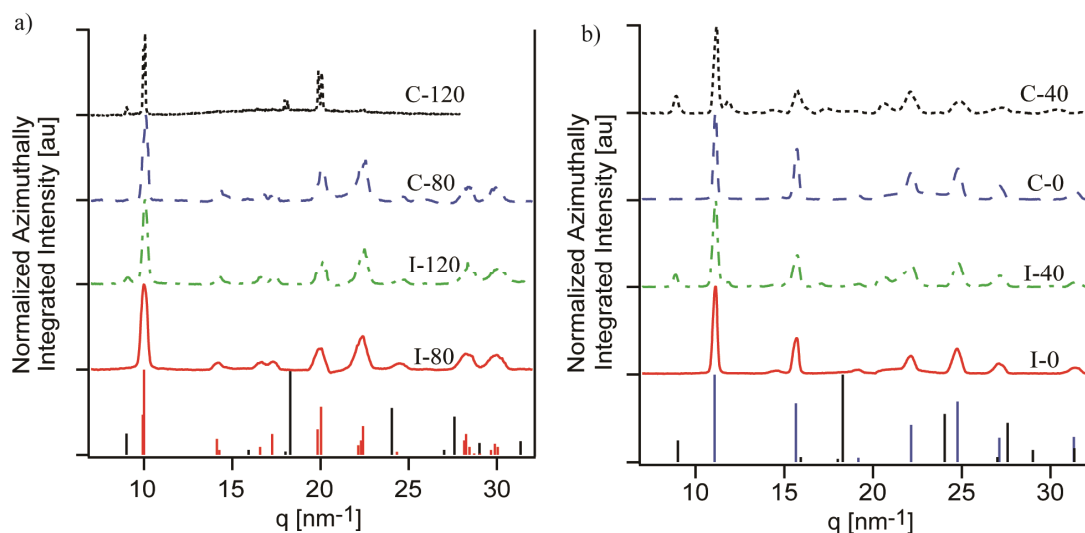 a)
C-120
C-80
I-120
I-80
Normalized Azimuthally
Integrated Intensity [au]
10 15 20 25 30
q [nm-1]
b)
C-40
C-0
I-40
I-0
Normalized Azimuthally
Integrated Intensity [au]
10 15 20 25 30
q [nm-1]